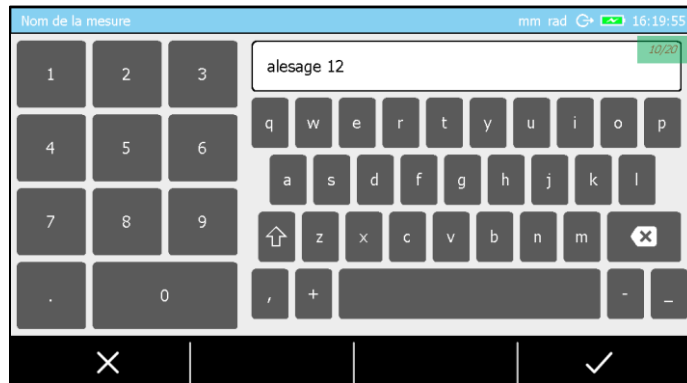 Nom de la mesure
mm rad 16:19:55
10/20
alesage 12
1 2 3
4 5 6
7 8 9
. 0
q w e r t y u i o p
a s d f g h j k l
z x c v b n m
, + - _